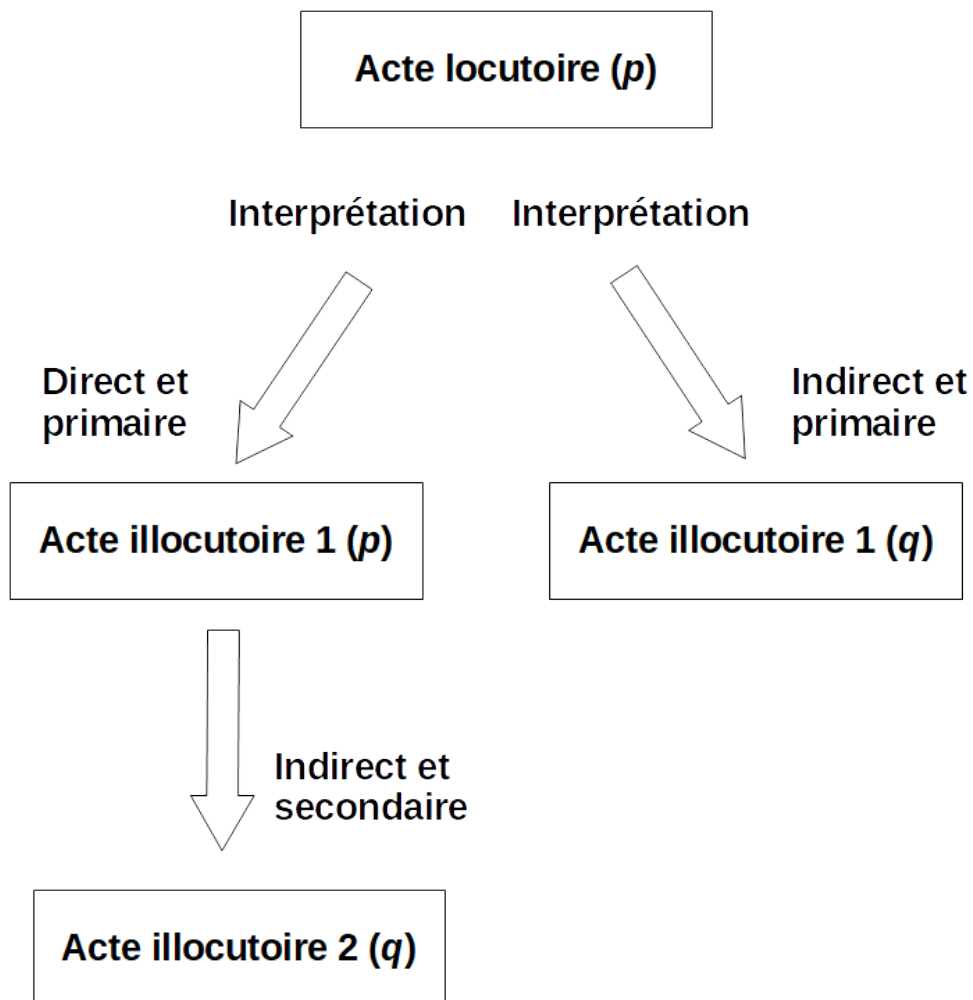 Acte locutoire (p)
Interprétation
Interprétation
Direct et
primaire
Indirect et
primaire
Acte illocutoire 1 (p)
Acte illocutoire 1 (q)
Indirect et
secondaire
Acte illocutoire 2 (q)